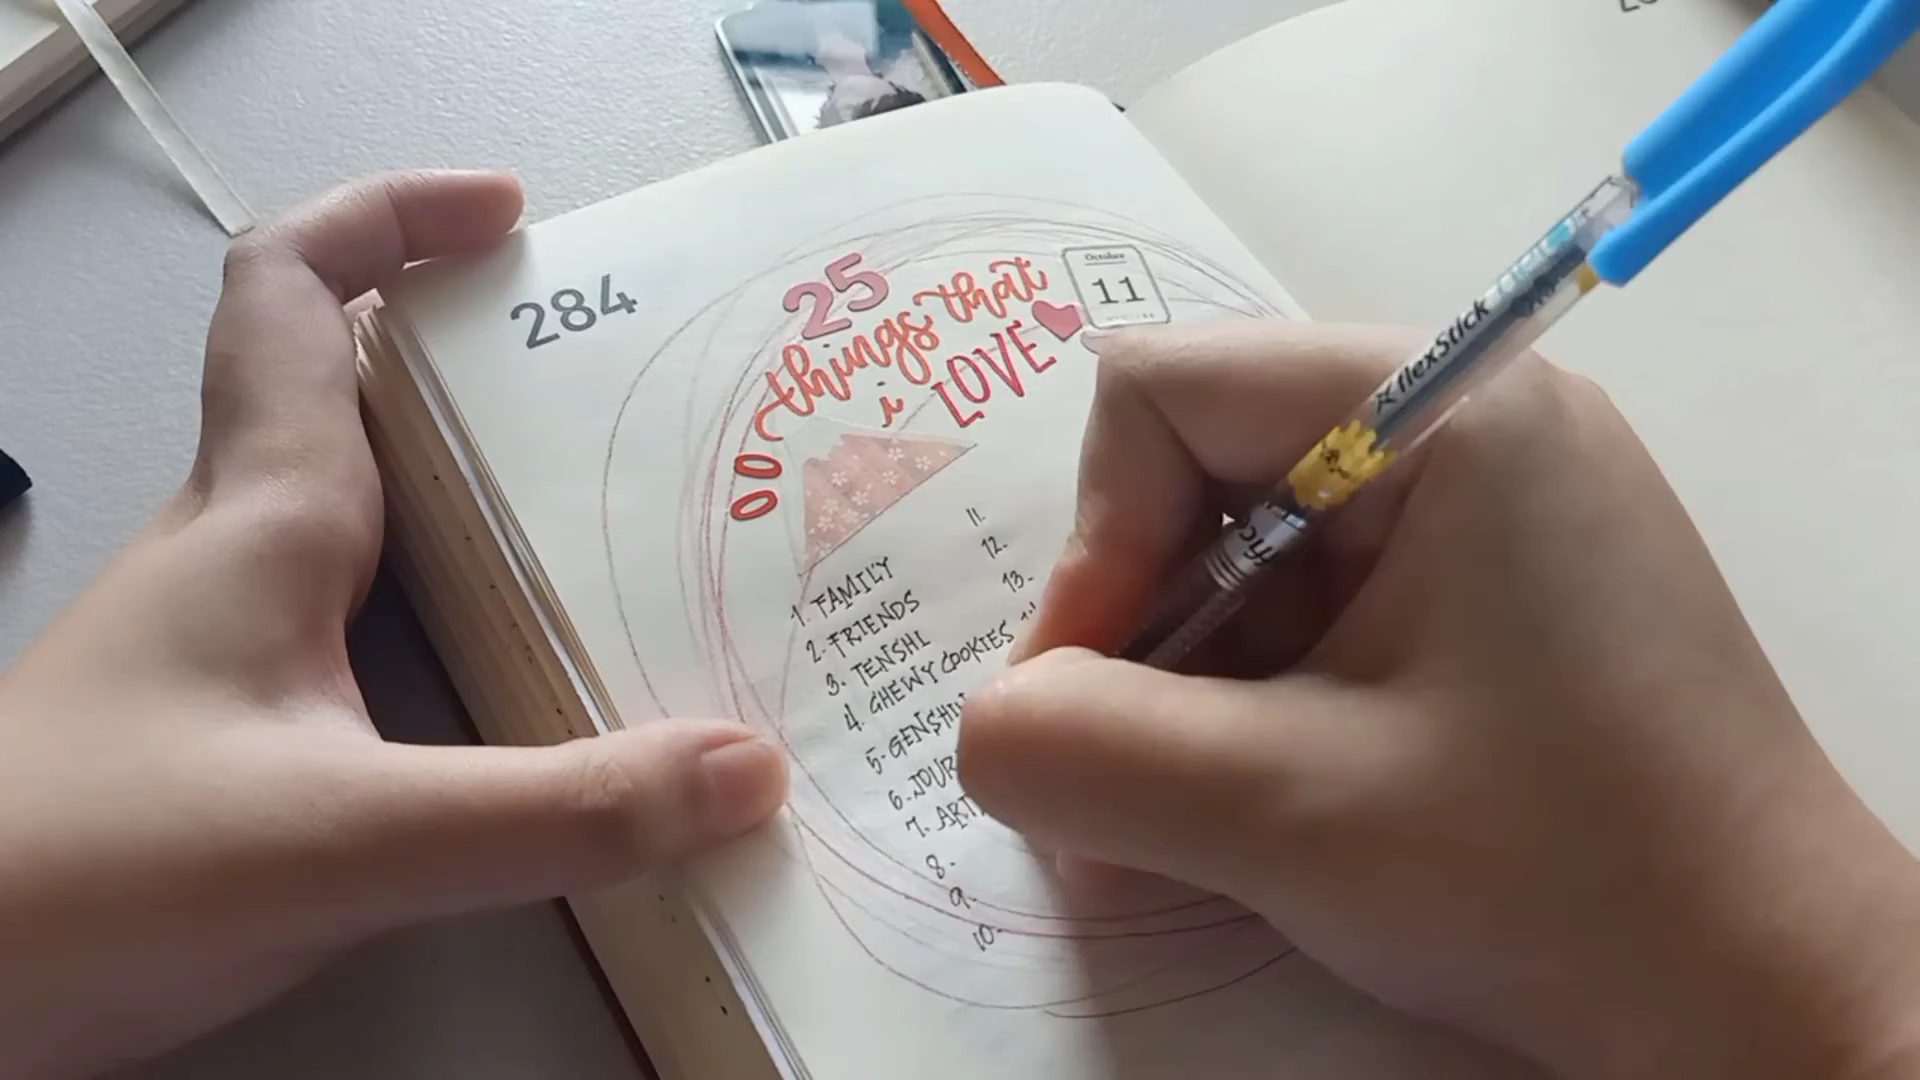 284
25
things that
i LOVE
October
11
1. FAMILY
2. FRIENDS
3. TENSHI
4. CHEWY COOKIES
5. GENSHIN
6. JOUR
7. ART
8.
9.
10.
11.
12.
13.
flexstick